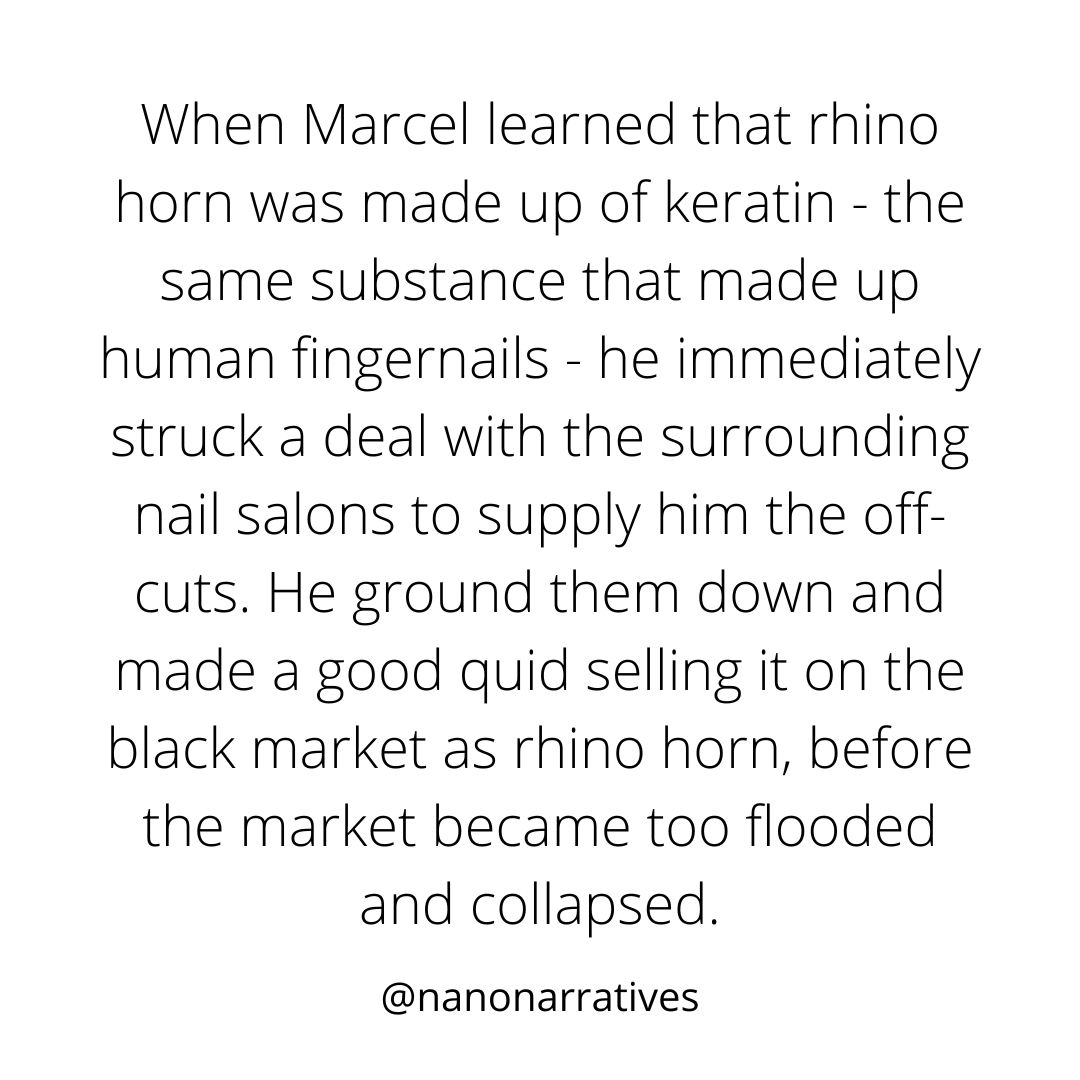 When Marcel learned that rhino
horn was made up of keratin - the
same substance that made up
human fingernails - he immediately
struck a deal with the surrounding
nail salons to supply him the off-
cuts. He ground them down and
made a good quid selling it on the
black market as rhino horn, before
the market became too flooded
and collapsed.
@nanonarratives